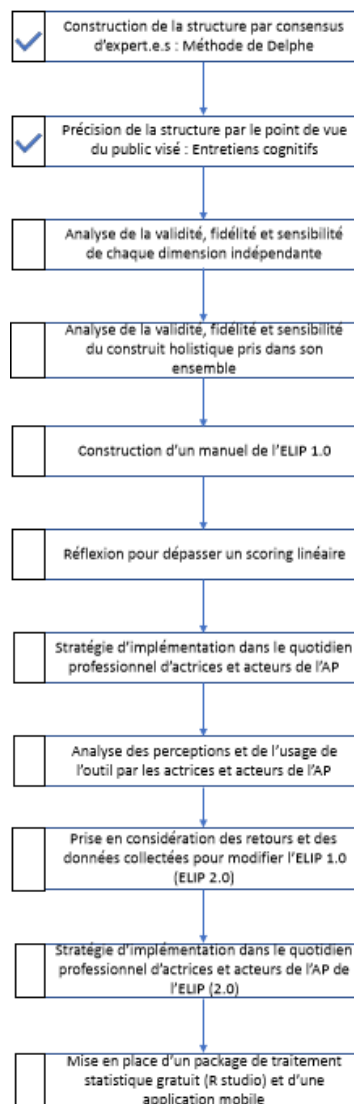 Construction de la structure par consensus
d'expert.e.s : Méthode de Delphe
Précision de la structure par le point de vue
du public visé : Entretiens cognitifs
Analyse de la validité, fidélité et sensibilité
de chaque dimension indépendante
Analyse de la validité, fidélité et sensibilité
du construit holistique pris dans son
ensemble
Construction d'un manuel de l'ELIP 1.0
Réflexion pour dépasser un scoring linéaire
Stratégie d'implémentation dans le quotidien
professionnel d'actrices et acteurs de l'AP
Analyse des perceptions et de l'usage de
l'outil par les actrices et acteurs de l'AP
Prise en considération des retours et des
données collectées pour modifier l'ELIP 1.0
(ELIP 2.0)
Stratégie d'implémentation dans le quotidien
professionnel d'actrices et acteurs de l'AP de
l'ELIP (2.0)
Mise en place d'un package de traitement
statistique gratuit (R studio) et d'une
application mobile